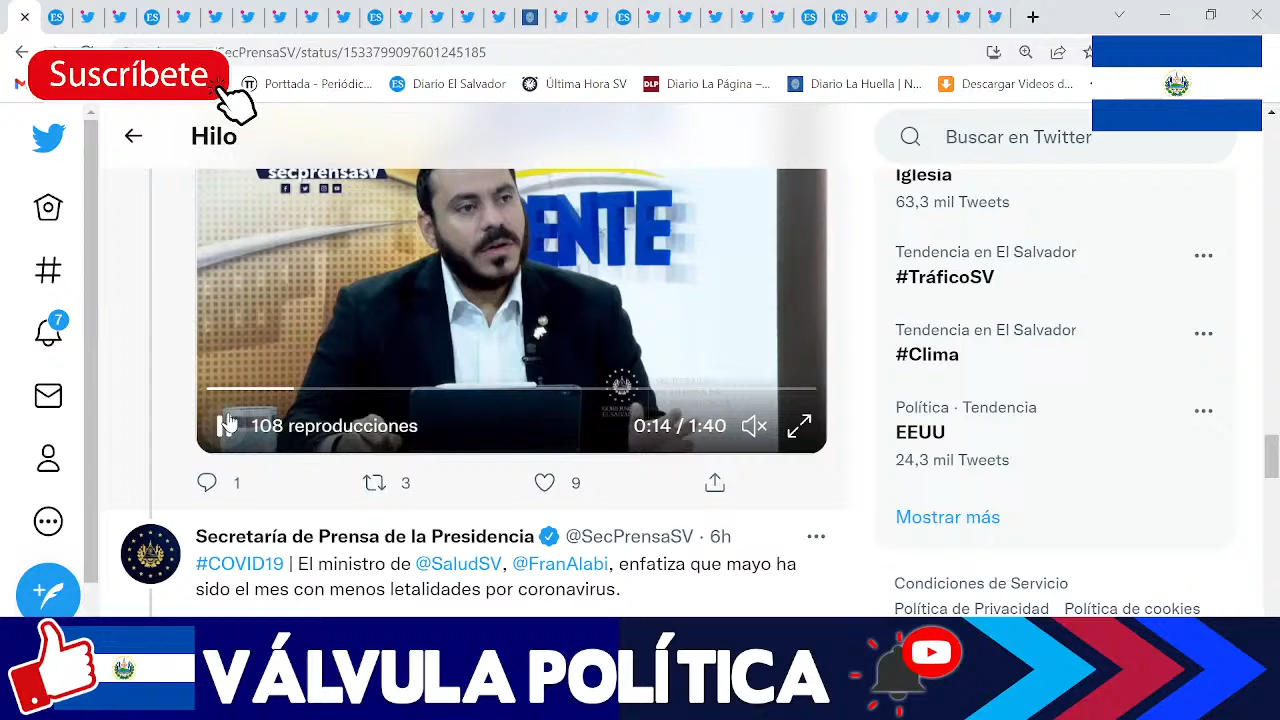 SecPrensaSV/status/1533799097601245185
Suscríbete
Porttada - Periódic...
ES Diario El Salvador
Última Hora SV
DLP Diario La Página –...
Diario La Huella | N...
Descargar Videos d...
Hilo
Buscar en Twitter
secprensasv
ENTE
108 reproducciones
0:14 / 1:40
1
3
9
Secretaría de Prensa de la Presidencia @SecPrensaSV · 6h
#COVID19 | El ministro de @SaludSV, @FranAlabi, enfatiza que mayo ha
sido el mes con menos letalidades por coronavirus.
7
Iglesia
63,3 mil Tweets
Tendencia en El Salvador
#TráficoSV
Tendencia en El Salvador
#Clima
Política · Tendencia
EEUU
24,3 mil Tweets
Mostrar más
Condiciones de Servicio
Política de Privacidad Política de cookies
VÁLVULA POLÍTICA